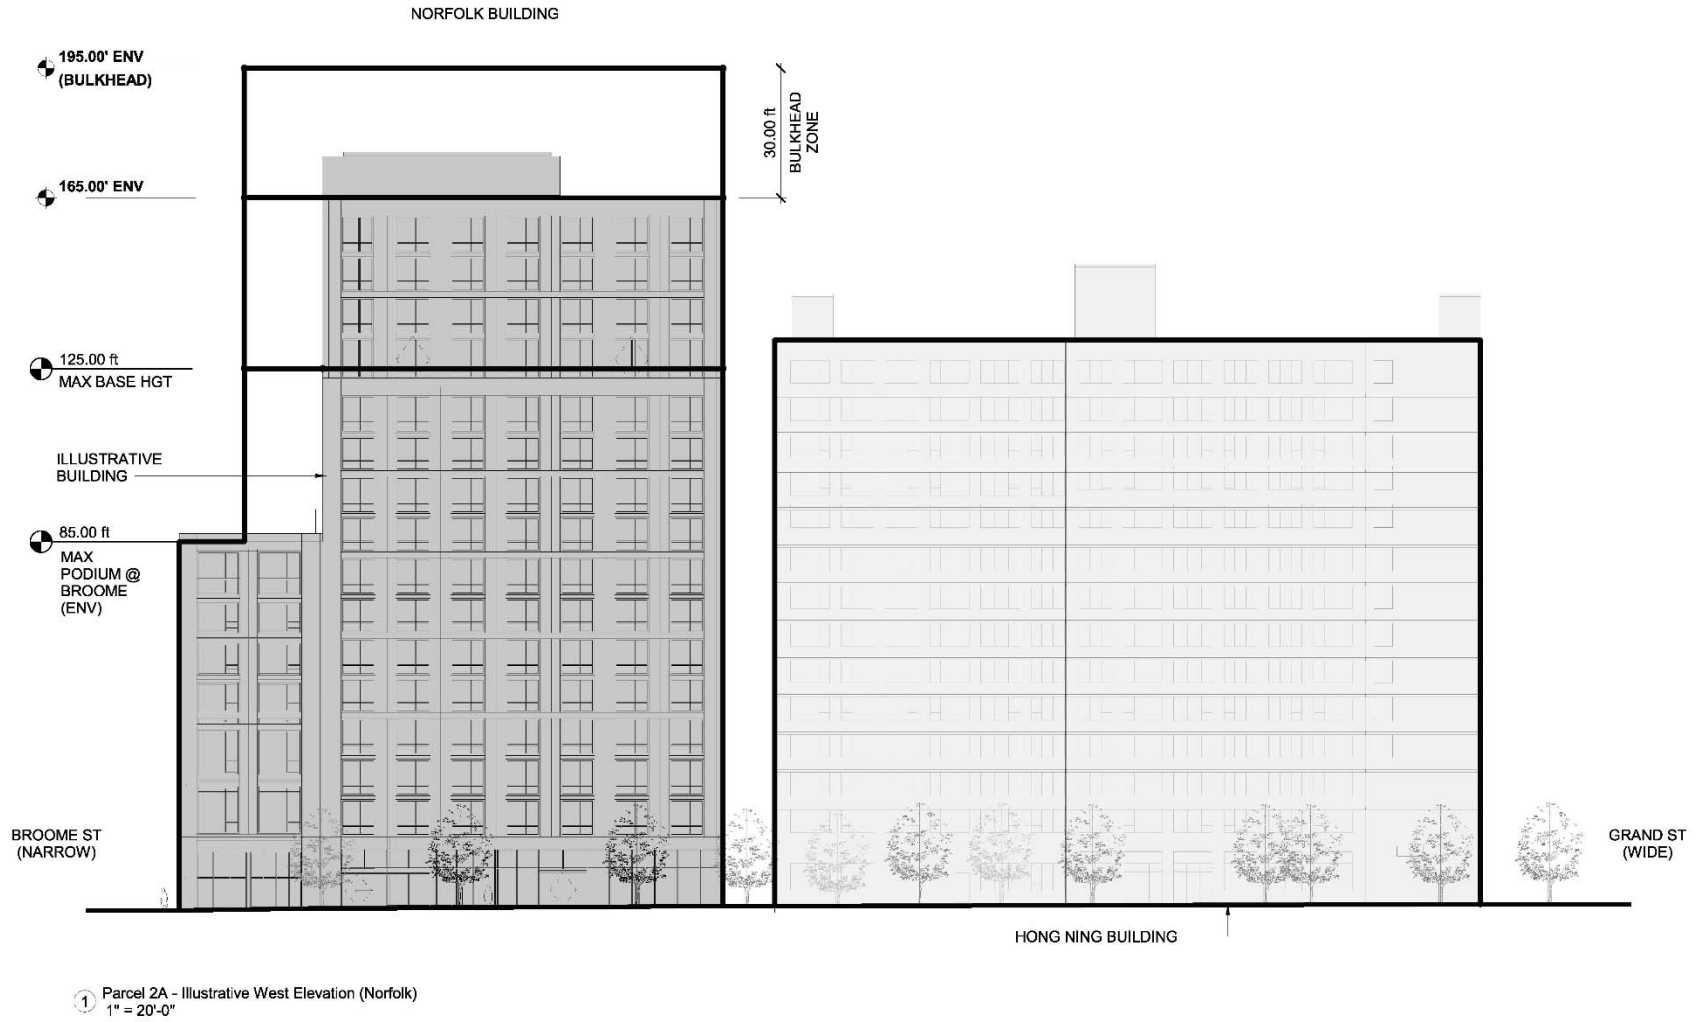 NORFOLK BUILDING
195.00' ENV
(BULKHEAD)
30.00 ft
BULKHEAD
ZONE
165.00' ENV
125.00 ft
MAX BASE HGT
ILLUSTRATIVE
BUILDING
85.00 ft
MAX
PODIUM @
BROOME
(ENV)
BROOME ST
(NARROW)
GRAND ST
(WIDE)
HONG NING BUILDING
1
Parcel 2A - Illustrative West Elevation (Norfolk)
1" = 20'-0"